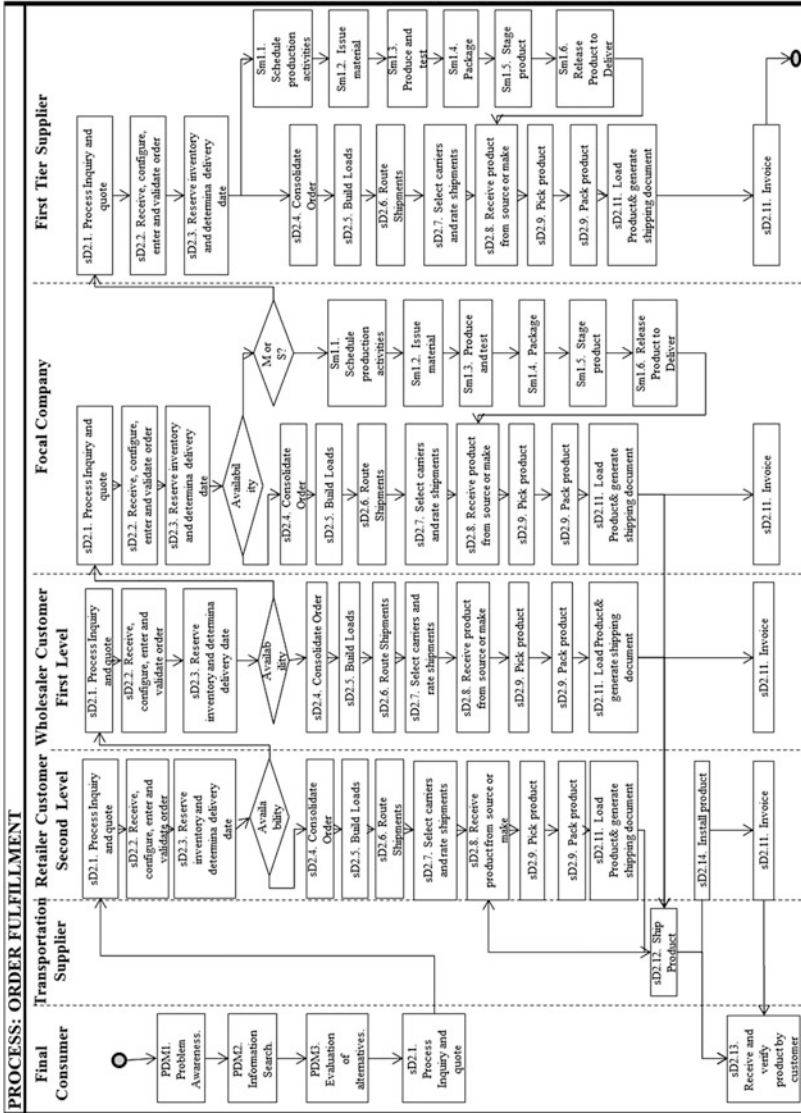 PROCESS: ORDER FULFILLMENT
Final
Consumer
PDM1.
Problem
Awareness.
PDM2.
Information
Search.
PDM3.
Evaluation
of
alternatives.
sD2.1.
Process
Inquiry and
quote
sD2.13.
Receive and
verify
product by
customer
Transportation
Supplier
sD2.12. Ship
Product
Retailer Customer
Second Level
sD2.1. Process Inquiry
and quote
sD2.2. Receive,
configure, enter and
validate order
sD2.3. Reserve
inventory and
determina delivery
date
Availa
bility
sD2.4. Consolidate
Order
sD2.5. Build Loads
sD2.6. Route
Shipments
sD2.7. Select carriers
and rate shipments
sD2.8. Receive
product from source or
make
sD2.9. Pick product
sD2.9. Pack product
sD2.11. Load
Product& generate
shipping document
sD2.14. Install product
sD2.11. Invoice
Wholesaler Customer
First Level
sD2.1. Process Inquiry
and quote
sD2.2. Receive,
configure, enter and
validate order
sD2.3. Reserve
inventory and determina
delivery date
Availab
ility
sD2.4. Consolidate Order
sD2.5. Build Loads
sD2.6. Route Shipments
sD2.7. Select carriers and
rate shipments
sD2.8. Receive product
from source or make
sD2.9. Pick product
sD2.9. Pack product
sD2.11. Load Product&
generate shipping
document
sD2.11. Invoice
Focal Company
sD2.1. Process Inquiry and
quote
sD2.2. Receive, configure,
enter and validate order
sD2.3. Reserve inventory
and determina delivery
date
Availabil
ity
M or
S?
sD2.4. Consolidate
Order
sD2.5. Build Loads
sD2.6. Route
Shipments
sD2.7. Select carriers
and rate shipments
sD2.8. Receive product
from source or make
sD2.9. Pick product
sD2.9. Pack product
sD2.11. Load
Product& generate
shipping document
sD2.11. Invoice
Sm1.1.
Schedule
production
activities
Sm1.2. Issue
material
Sm1.3. Produce
and test
Sm1.4. Package
Sm1.5. Stage
product
Sm1.6. Release
Product to
Deliver
First Tier Supplier
sD2.1. Process Inquiry and
quote
sD2.2. Receive, configure,
enter and validate order
sD2.3. Reserve inventory
and determina delivery
date
sD2.4. Consolidate
Order
sD2.5. Build Loads
sD2.6. Route
Shipments
sD2.7. Select carriers
and rate shipments
sD2.8. Receive product
from source or make
sD2.9. Pick product
sD2.9. Pack product
sD2.11. Load
Product& generate
shipping document
sD2.11. Invoice
Sm1.1.
Schedule
production
activities
Sm1.2. Issue
material
Sm1.3.
Produce and
test
Sm1.4.
Package
Sm1.5. Stage
product
Sm1.6.
Release
Product to
Deliver